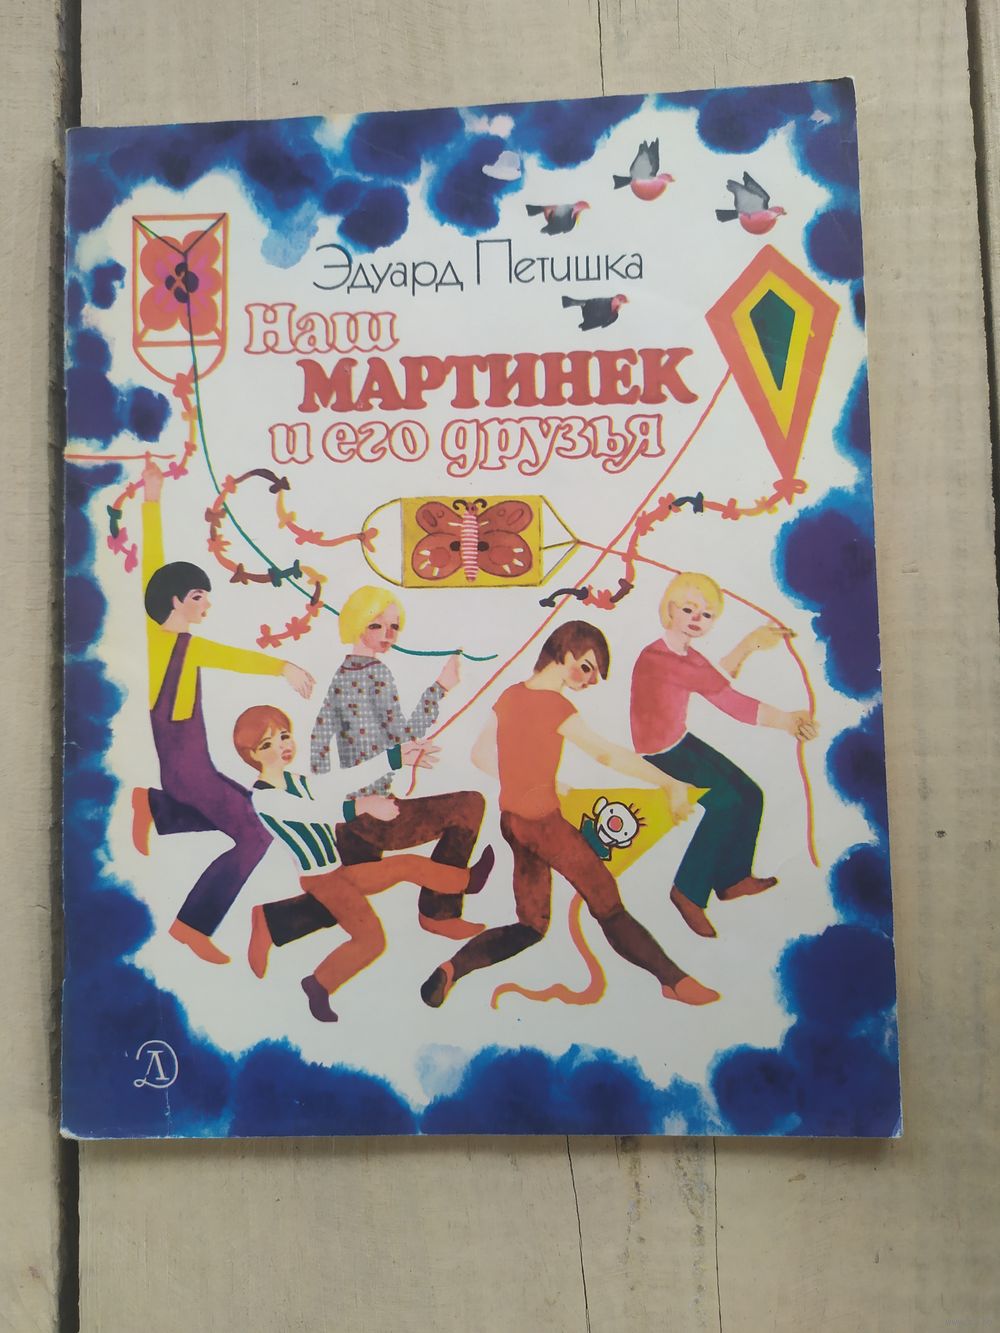 Эдуард Петишка
Наш
МАРТИНЕК
и его друзья
Д